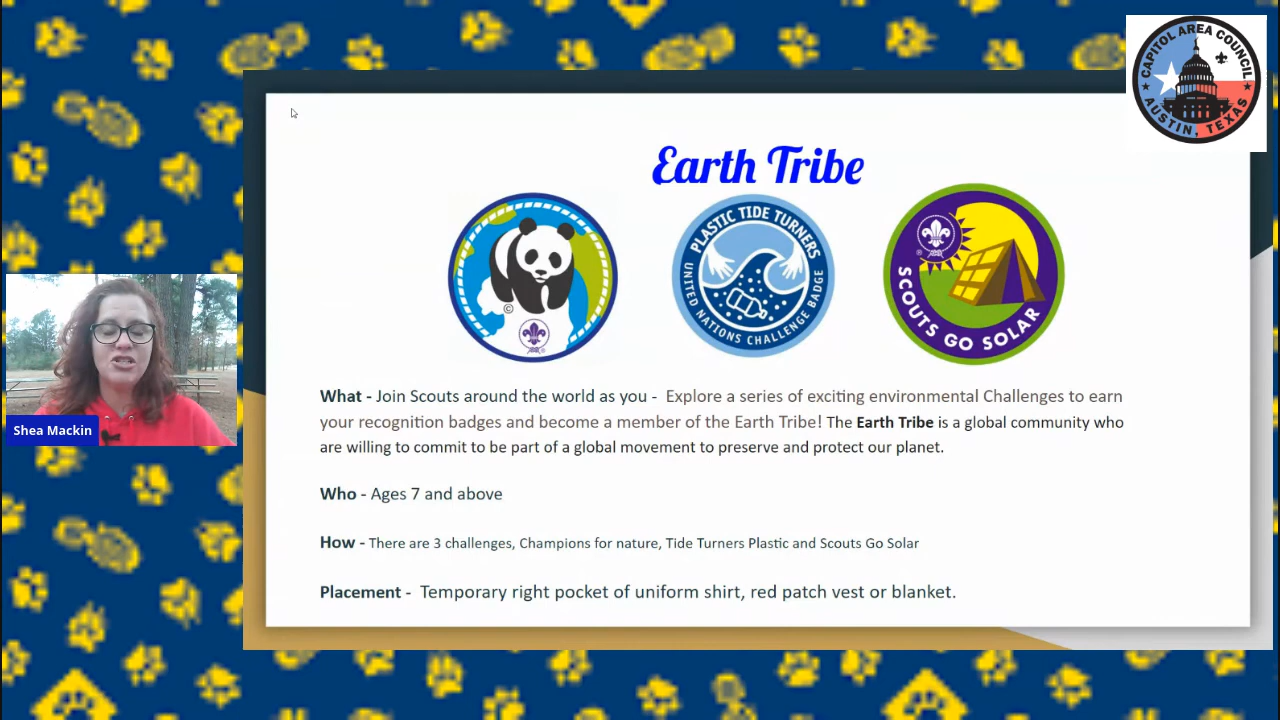 CAPITOL AREA COUNCIL
AUSTIN, TEXAS
Earth Tribe
©
PLASTIC TIDE TURNERS
UNITED NATIONS CHALLENGE BADGE
®
SCOUTS GO SOLAR
What - Join Scouts around the world as you - Explore a series of exciting environmental Challenges to earn
your recognition badges and become a member of the Earth Tribe! The Earth Tribe is a global community who
are willing to commit to be part of a global movement to preserve and protect our planet.
Shea Mackin
Who - Ages 7 and above
How - There are 3 challenges, Champions for nature, Tide Turners Plastic and Scouts Go Solar
Placement - Temporary right pocket of uniform shirt, red patch vest or blanket.